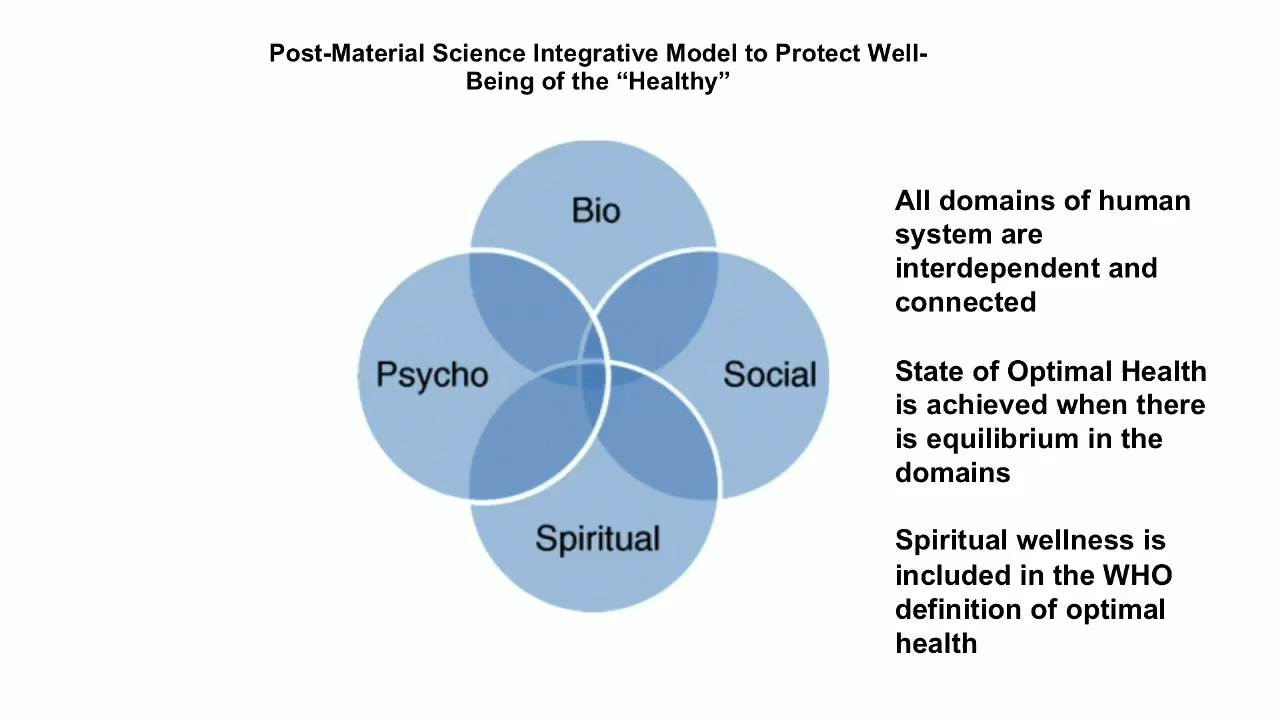 Post-Material Science Integrative Model to Protect Well-
Being of the “Healthy”
Bio
Psycho
Social
Spiritual
All domains of human
system are
interdependent and
connected
State of Optimal Health
is achieved when there
is equilibrium in the
domains
Spiritual wellness is
included in the WHO
definition of optimal
health